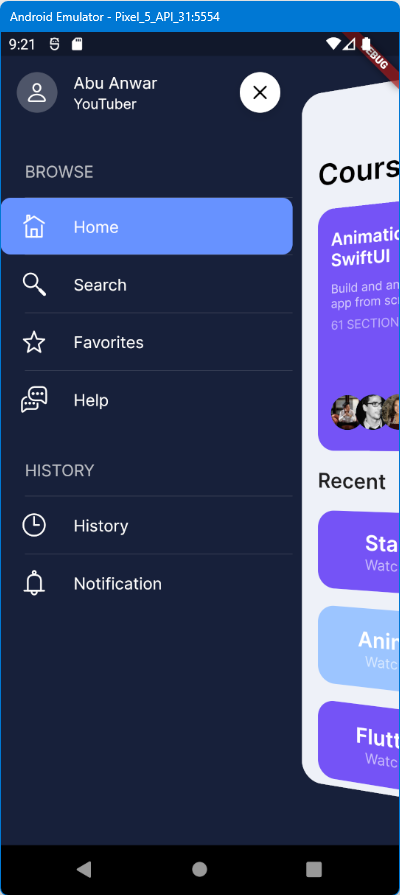 Android Emulator - Pixel_5_API_31:5554
9:21
DEBUG
Abu Anwar
YouTuber
BROWSE
Home
Search
Favorites
Help
HISTORY
History
Notification
Cours
Animatio
SwiftUI
Build and an
app from scr
61 SECTION
Recent
Sta
Watc
Anin
Watc
Flutt
Watc